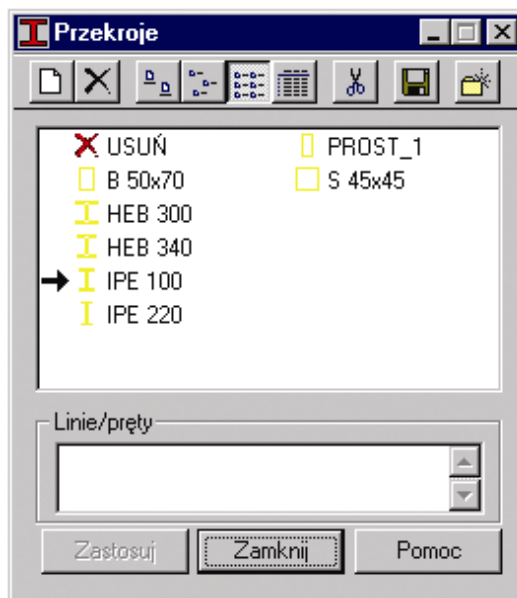 Przekroje
USUŃ
B 50x70
HEB 300
HEB 340
IPE 100
IPE 220
PROST_1
S 45x45
Linie/pręty
Zastosuj
Zamknij
Pomoc